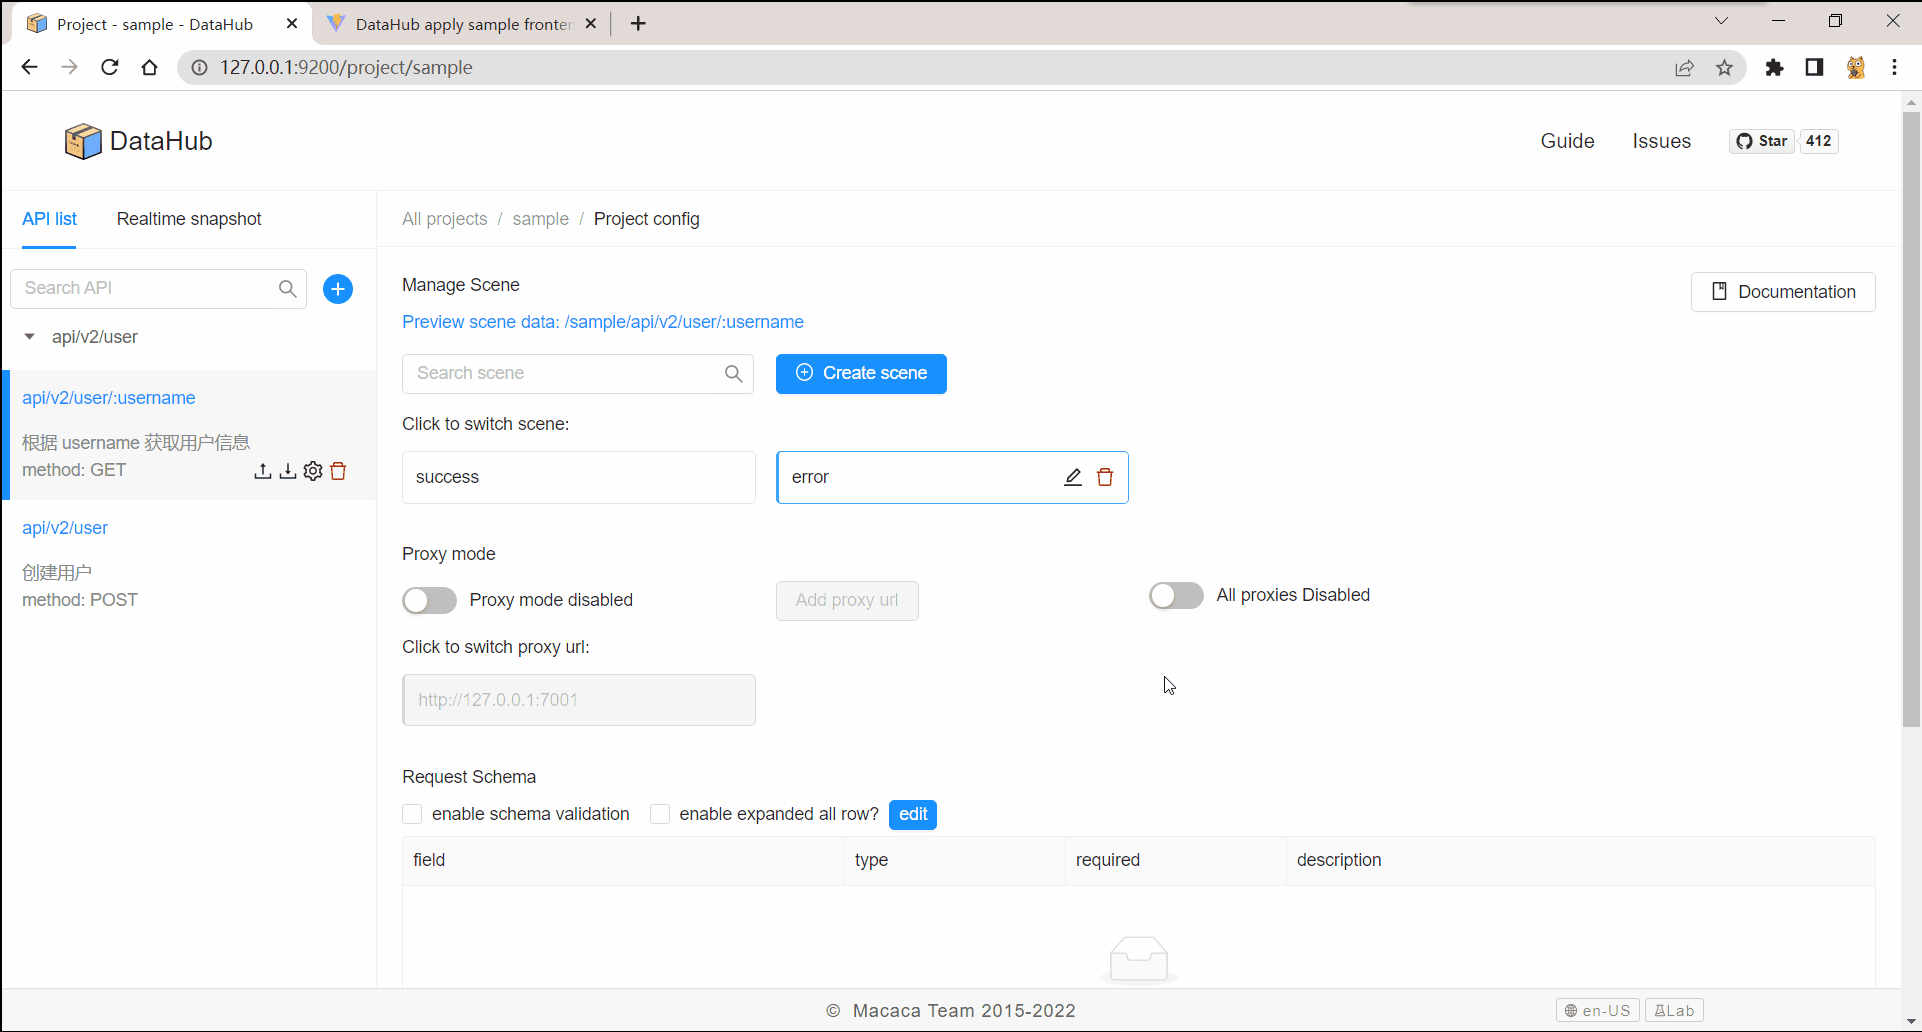 Project - sample - DataHub
DataHub apply sample fronter
127.0.0.1:9200/project/sample
DataHub
Guide
Issues
Star
412
API list
Realtime snapshot
All projects / sample / Project config
Search API
api/v2/user
api/v2/user/:username
根据 username 获取用户信息
method: GET
api/v2/user
创建用户
method: POST
Manage Scene
Documentation
Preview scene data: /sample/api/v2/user/:username
Search scene
Create scene
Click to switch scene:
success
error
Proxy mode
Proxy mode disabled
Add proxy url
All proxies Disabled
Click to switch proxy url:
http://127.0.0.1:7001
Request Schema
enable schema validation
enable expanded all row?
edit
field
type
required
description
© Macaca Team 2015-2022
en-US
Lab